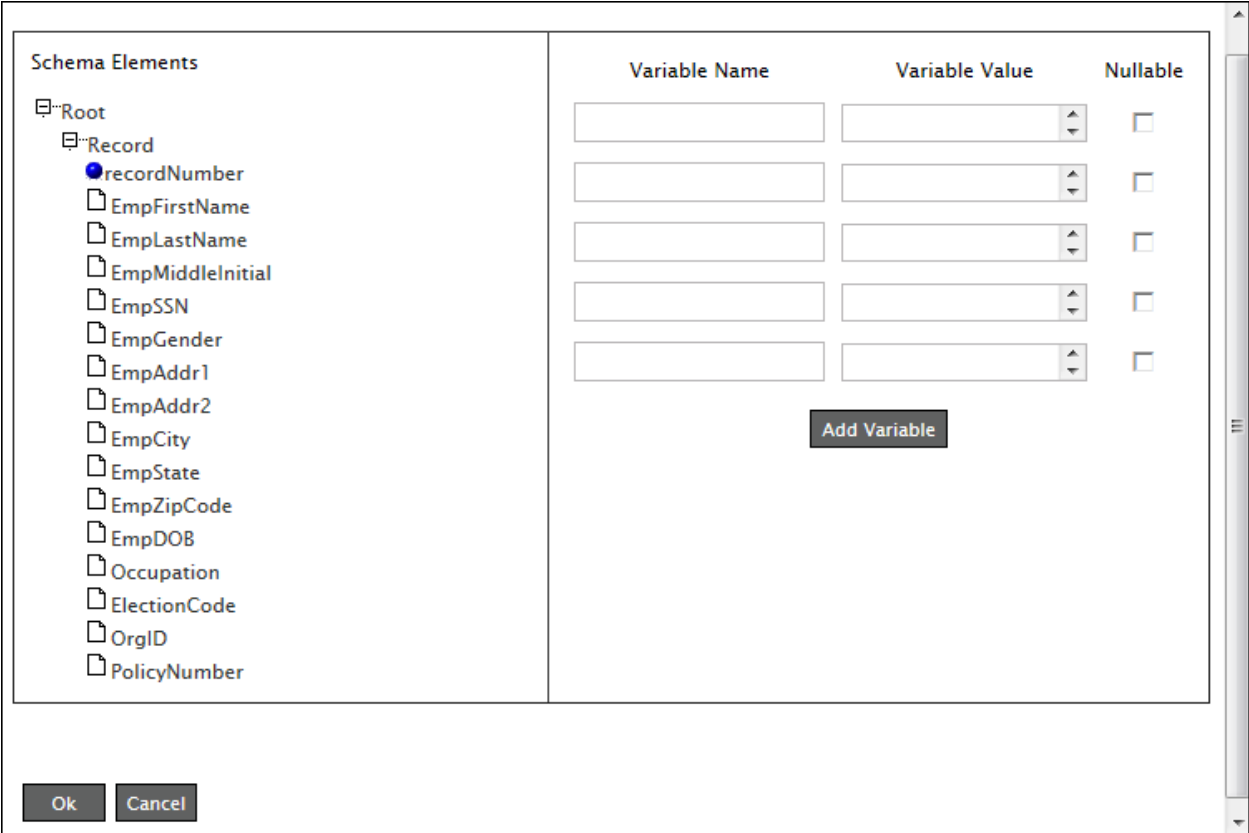 Schema Elements
Variable Name Variable Value Nullable
Root
Record
recordNumber
EmpFirstName
EmpLastName
EmpMiddleInitial
EmpSSN
EmpGender
EmpAddr1
EmpAddr2
EmpCity
EmpState
EmpZipCode
EmpDOB
Occupation
ElectionCode
OrgID
PolicyNumber
Add Variable
Ok Cancel